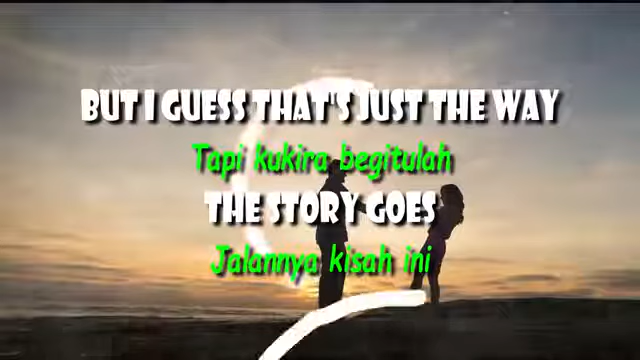 BUT I GUESS THAT'S JUST THE WAY
Tapi kukira begitulah
THE STORY GOES
Jalannya kisah ini